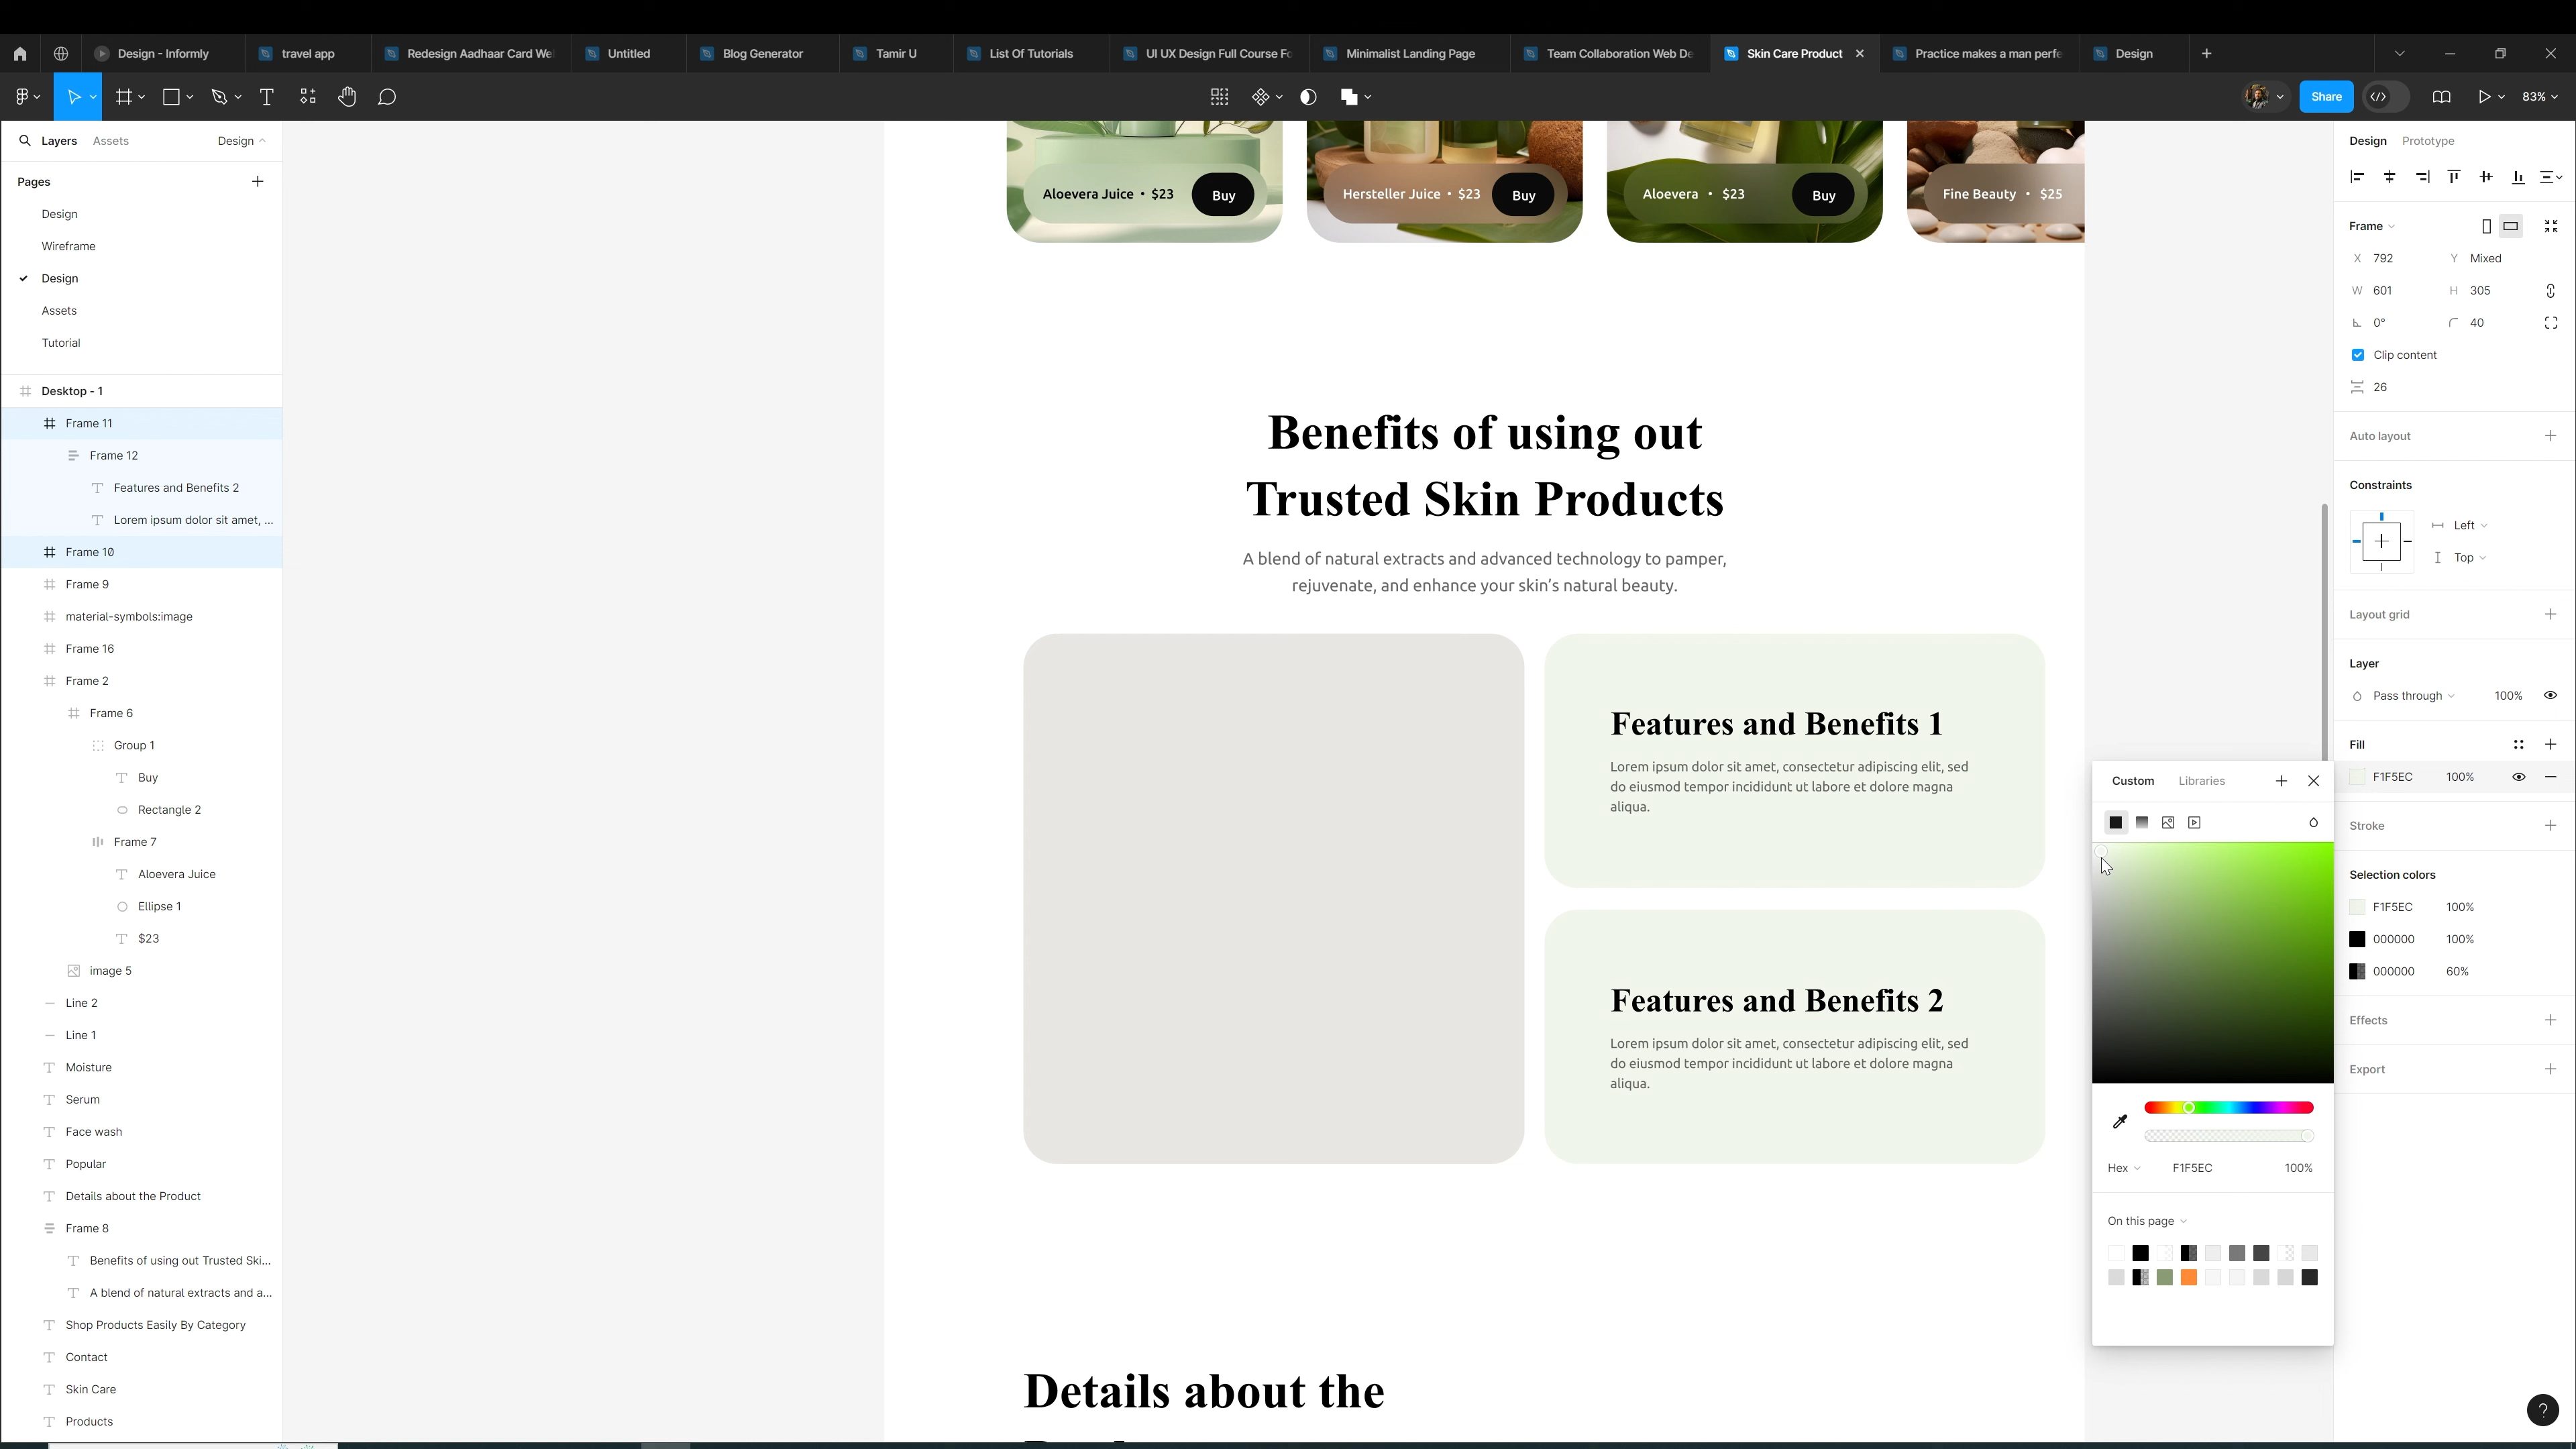 Design - Informly
travel app
Redesign Aadhaar Card We
Untitled
Blog Generator
Tamir U
List Of Tutorials
UI UX Design Full Course Fo
Minimalist Landing Page
Team Collaboration Web De
Skin Care Product
Practice makes a man perfe
Design
Share
83%
Layers
Assets
Design
Pages
Design
Wireframe
Design
Assets
Tutorial
Desktop - 1
Frame 11
Frame 12
Features and Benefits 2
Lorem ipsum dolor sit amet, ...
Frame 10
Frame 9
material-symbols:image
Frame 16
Frame 2
Frame 6
Group 1
Buy
Rectangle 2
Frame 7
Aloevera Juice
Ellipse 1
$23
image 5
Line 2
Line 1
Moisture
Serum
Face wash
Popular
Details about the Product
Frame 8
Benefits of using out Trusted Ski...
A blend of natural extracts and a...
Shop Products Easily By Category
Contact
Skin Care
Products
Aloevera Juice • $23
Buy
Hersteller Juice • $23
Buy
Aloevera • $23
Buy
Fine Beauty • $25
Benefits of using out
Trusted Skin Products
A blend of natural extracts and advanced technology to pamper,
rejuvenate, and enhance your skin's natural beauty.
Features and Benefits 1
Lorem ipsum dolor sit amet, consectetur adipiscing elit, sed
do eiusmod tempor incididunt ut labore et dolore magna
aliqua.
Features and Benefits 2
Lorem ipsum dolor sit amet, consectetur adipiscing elit, sed
do eiusmod tempor incididunt ut labore et dolore magna
aliqua.
Details about the
Custom
Libraries
Hex
F1F5EC
100%
On this page
Design
Prototype
Frame
X 792
Y Mixed
W 601
H 305
0°
40
Clip content
26
Auto layout
Constraints
Left
Top
Layout grid
Layer
Pass through
100%
Fill
F1F5EC
100%
Stroke
Selection colors
F1F5EC
100%
000000
100%
000000
60%
Effects
Export
?